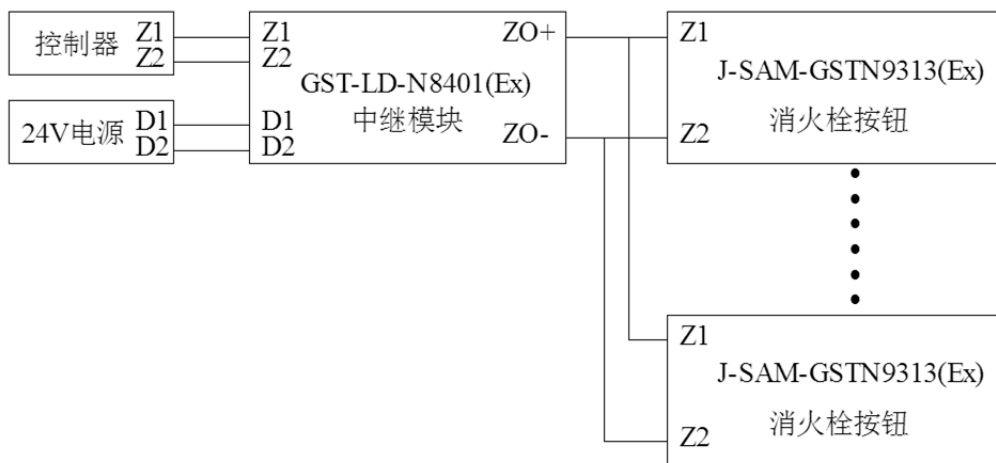 控制器
Z1
Z2
24V电源
D1
D2
Z1
Z2
D1
D2
GST-LD-N8401(Ex)
中继模块
ZO+
ZO-
Z1
J-SAM-GSTN9313(Ex)
消火栓按钮
Z2
Z1
J-SAM-GSTN9313(Ex)
消火栓按钮
Z2